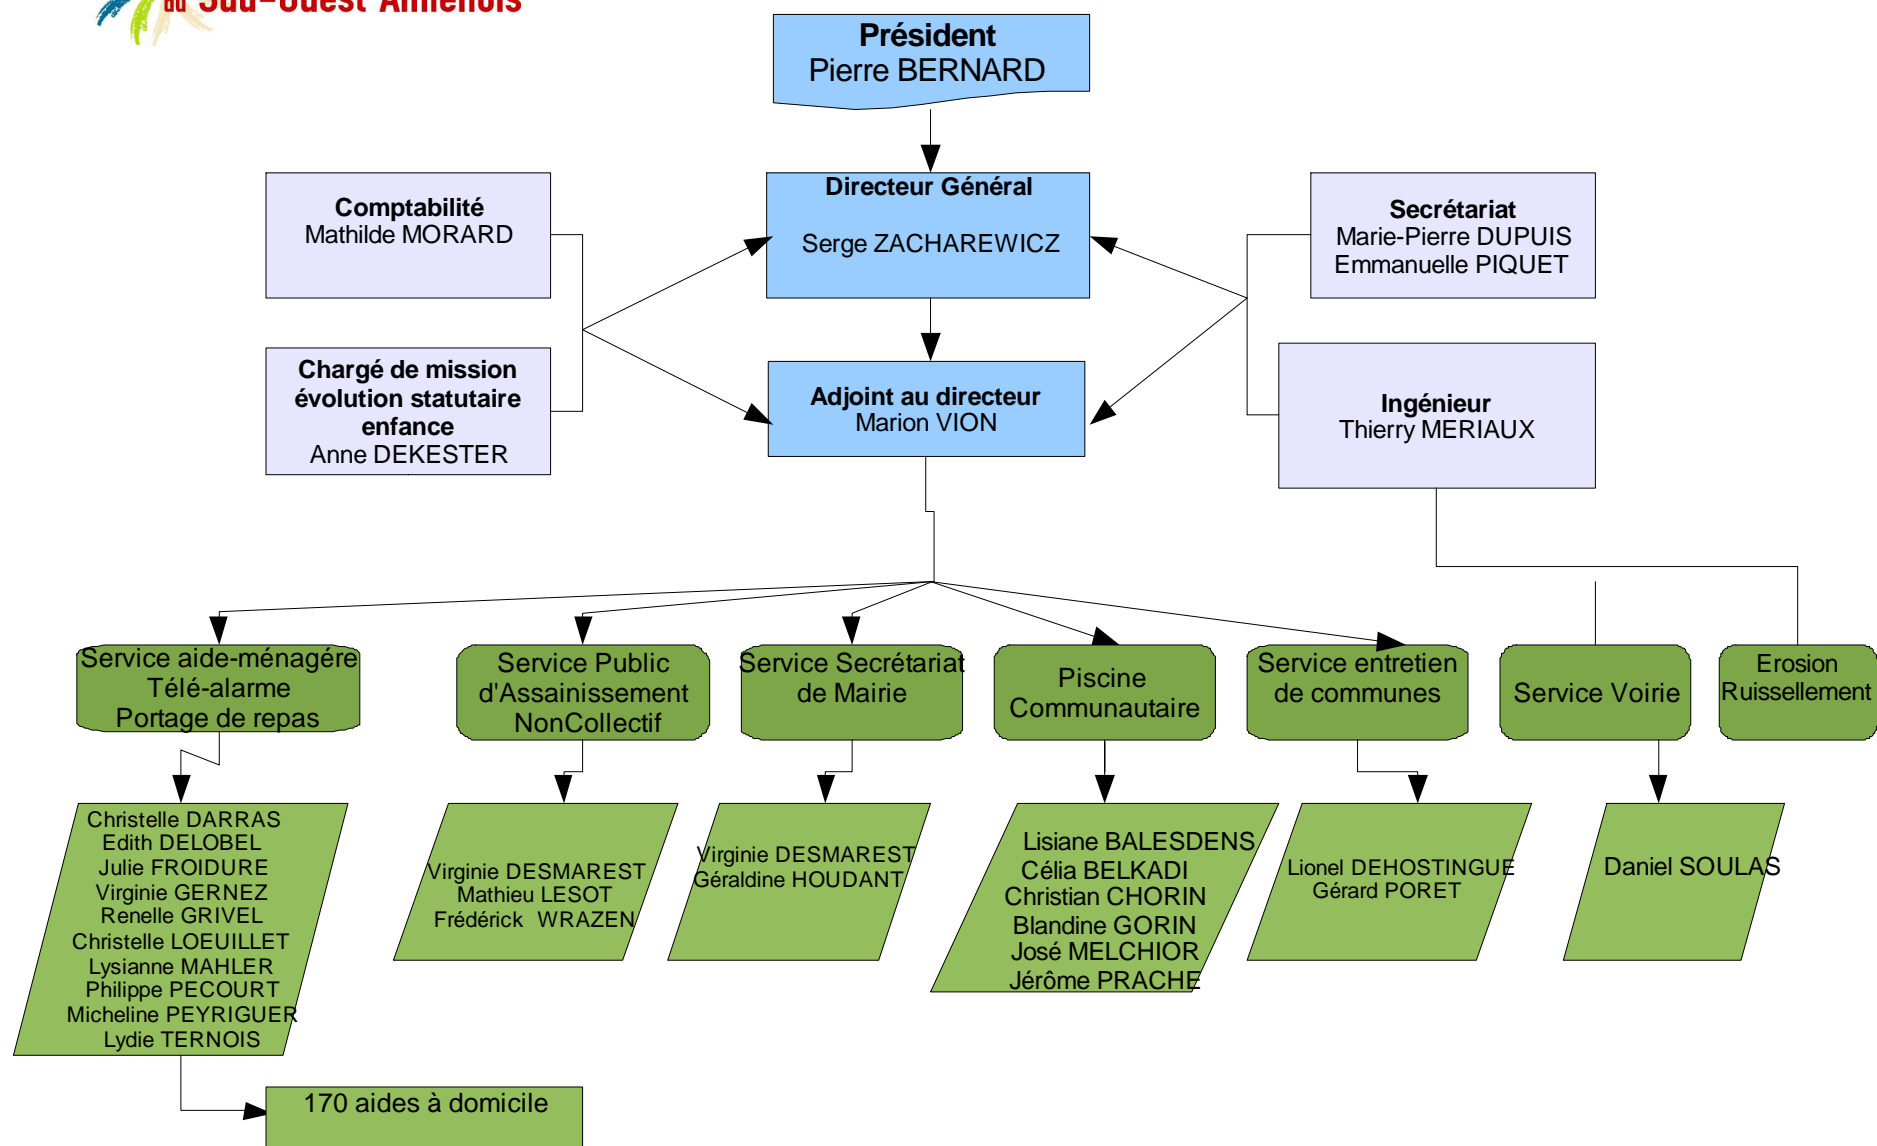 du Sud-Ouest Amiénois
Président
Pierre BERNARD
Directeur Général
Serge ZACHAREWICZ
Comptabilité
Mathilde MORARD
Secrétariat
Marie-Pierre DUPUIS
Emmanuelle PIQUET
Chargé de mission
évolution statutaire
enfance
Anne DEKESTER
Adjoint au directeur
Marion VION
Ingénieur
Thierry MERIAUX
Service aide-ménagére
Télé-alarme
Portage de repas
Service Public
d'Assainissement
NonCollectif
Service Secrétariat
de Mairie
Piscine
Communautaire
Service entretien
de communes
Service Voirie
Erosion
Ruissellement
Christelle DARRAS
Edith DELOBEL
Julie FROIDURE
Virginie GERNEZ
Renelle GRIVEL
Christelle LOEUILLET
Lysianne MAHLER
Philippe PECOURT
Micheline PEYRIGUER
Lydie TERNOIS
Virginie DESMAREST
Mathieu LESOT
Frédérick WRAZEN
Virginie DESMAREST
Géraldine HOUDANT
Lisiane BALESDENS
Célia BELKADI
Christian CHORIN
Blandine GORIN
José MELCHIOR
Jérôme PRACHE
Lionel DEHOSTINGUE
Gérard PORET
Daniel SOULAS
170 aides à domicile